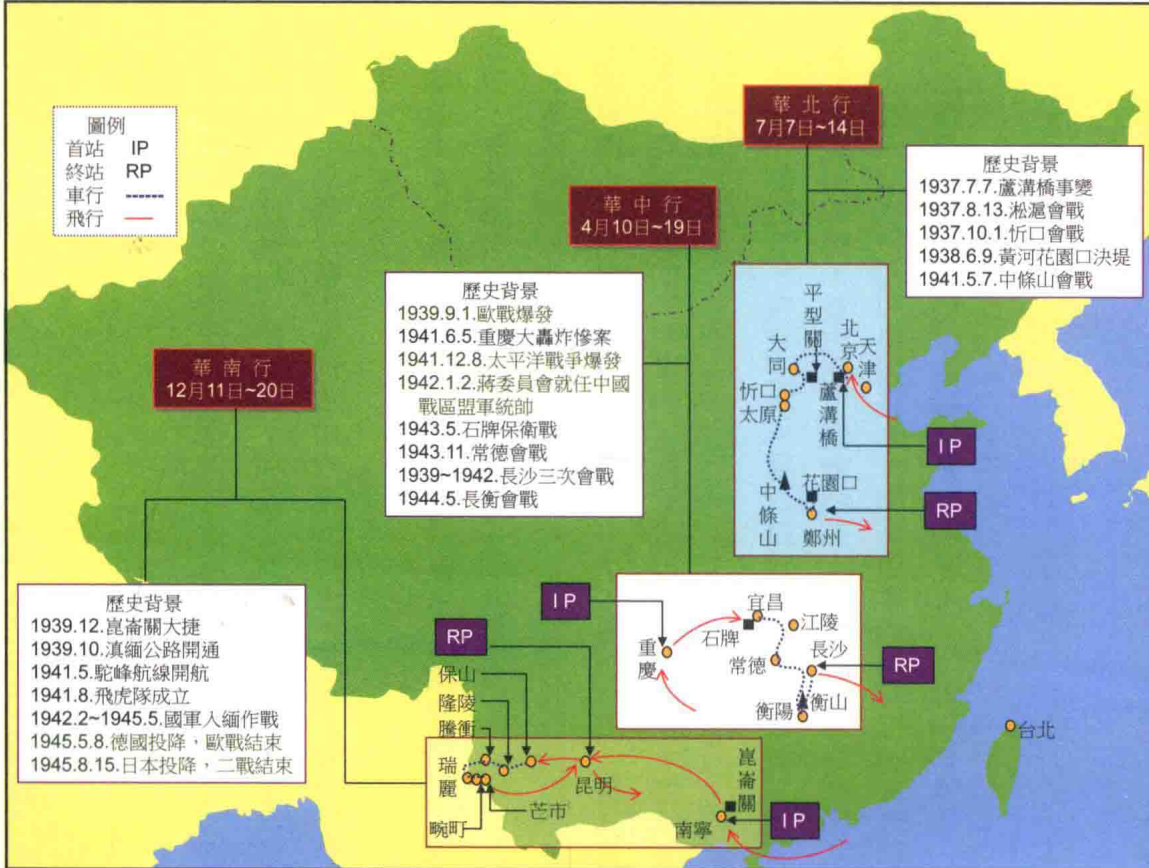 圖例
首站 IP
終站 RP
車行
飛行
華北行
7月7日~14日
歷史背景
1937.7.7.蘆溝橋事變
1937.8.13.淞滬會戰
1937.10.1.忻口會戰
1938.6.9.黃河花園口決堤
1941.5.7.中條山會戰
華中行
4月10日~19日
歷史背景
1939.9.1.歐戰爆發
1941.6.5.重慶大轟炸慘案
1941.12.8.太平洋戰爭爆發
1942.1.2.蔣委員會就任中國
戰區盟軍統帥
1943.5.石牌保衛戰
1943.11.常德會戰
1939~1942.長沙三次會戰
1944.5.長衡會戰
華南行
12月11日~20日
歷史背景
1939.12.崑崙關大捷
1939.10.滇緬公路開通
1941.5.駝峰航線開航
1941.8.飛虎隊成立
1942.2~1945.5.國軍入緬作戰
1945.5.8.德國投降，歐戰結束
1945.8.15.日本投降，二戰結束
平型關
北京
天津
大同
忻口
太原
蘆溝橋
IP
中條山
花園口
RP
鄭州
IP
宜昌
石牌
江陵
重慶
常德
長沙
RP
衡山
衡陽
RP
保山
隆陵
騰衝
瑞麗
畹町
芒市
昆明
崑崙關
南寧
IP
台北